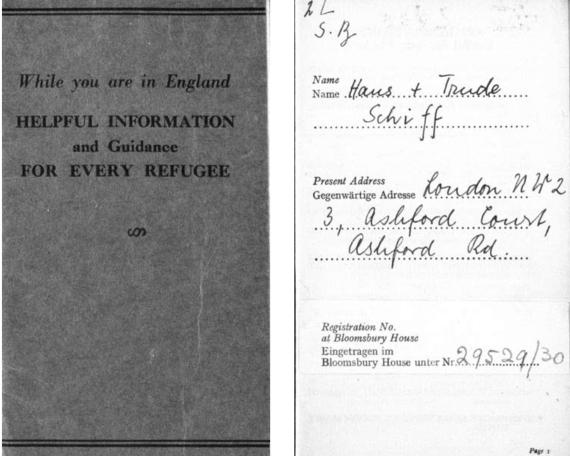 While you are in England
HELPFUL INFORMATION
and Guidance
FOR EVERY REFUGEE
2 L
S. B
Name
Name Hans + Trude
Schiff
Present Address
Gegenwärtige Adresse London NW2
3, Ashford Court,
Ashford Rd.
Registration No.
at Bloomsbury House
Eingetragen im
Bloomsbury House unter Nr. 29529/30
Page 1